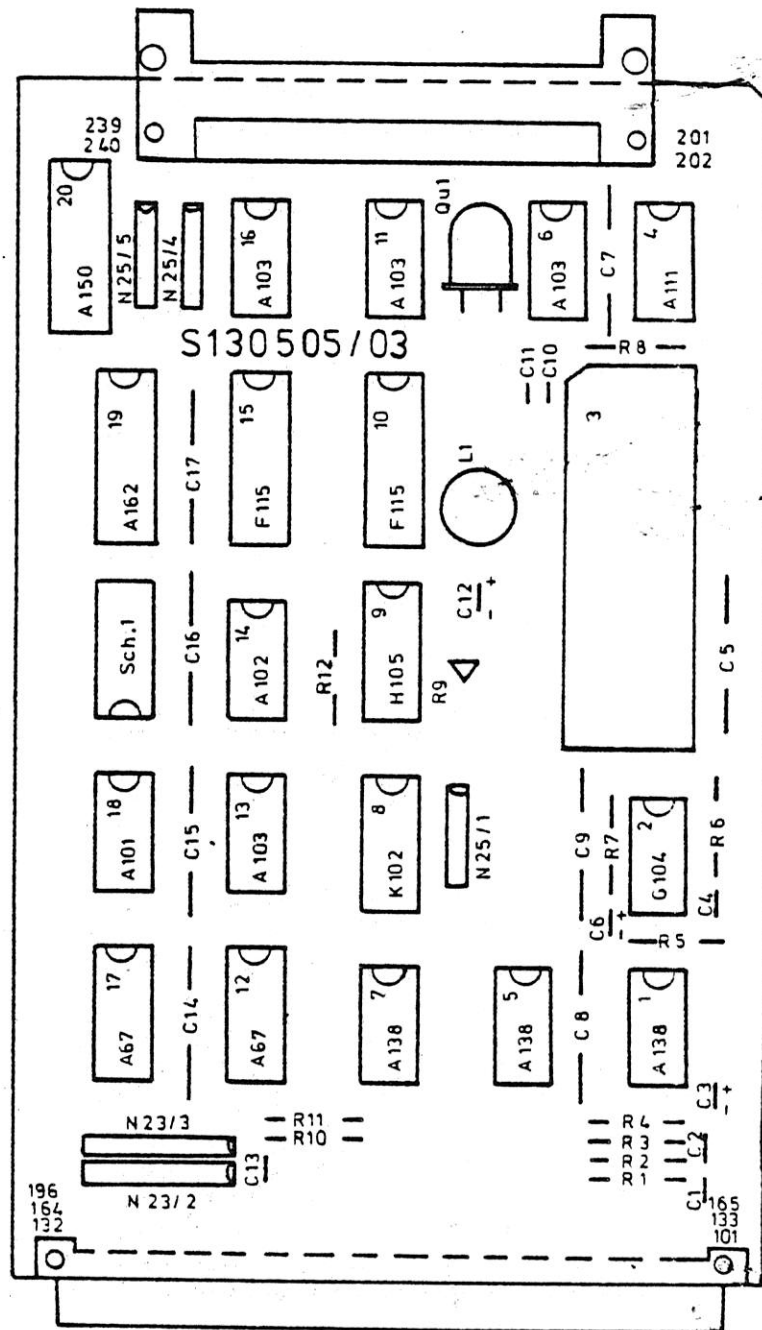 239
240
201
202
20
A150
N25/5
N25/4
16
A103
11
A103
Qu1
6
A103
C7
4
A111
S130505/03
R8
C11
C10
19
A162
C17
15
F115
10
F115
L1
3
Sch.1
C16
14
A102
R12
9
H105
C12
- +
R9
C5
18
A101
C15
13
A103
8
K102
N25/1
C9
R7
2
G104
R6
C4
C6
- +
R5
17
A67
C14
12
A67
7
A138
5
A138
C8
1
A138
C3
- +
N23/3
R11
R10
R4
R3
R2
R1
C2
C13
N23/2
C1
196
164
132
165
133
101